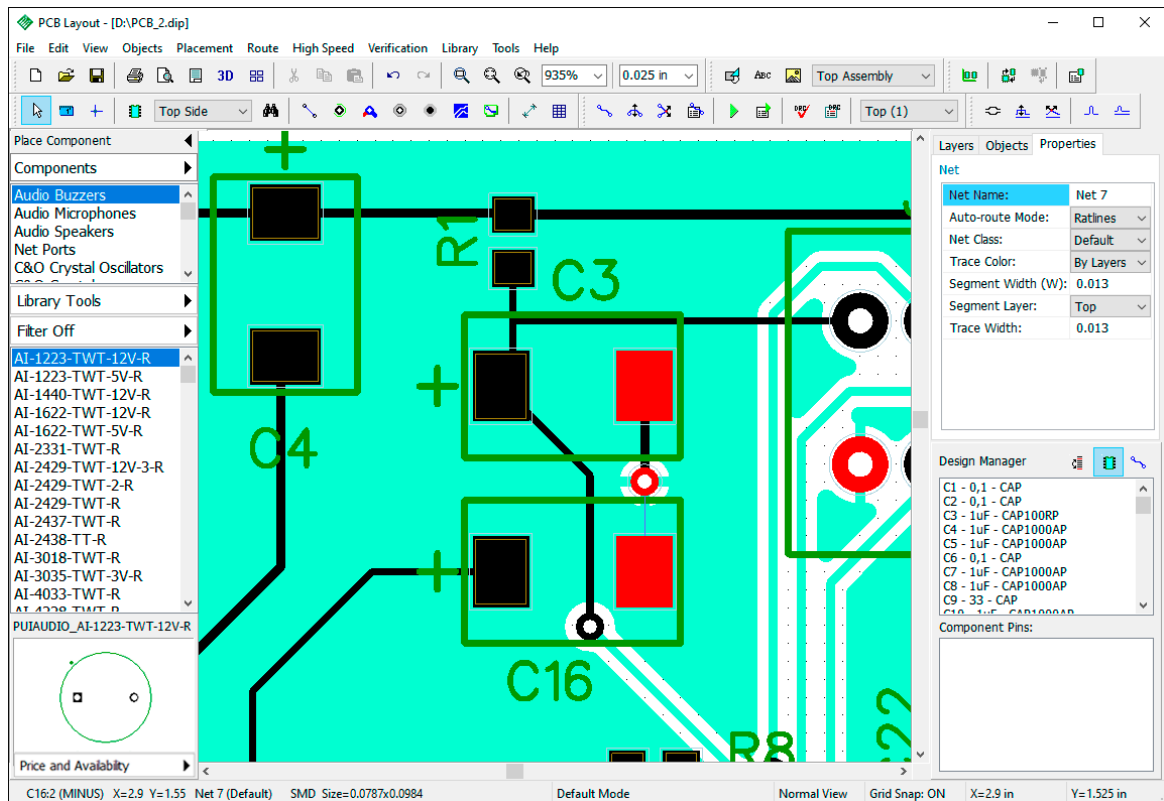 PCB Layout - [D:\PCB_2.dip]
File Edit View Objects Placement Route High Speed Verification Library Tools Help
3D 935% 0.025 in ABC Top Assembly
Top Side Top (1)
Place Component
Components
Audio Buzzers
Audio Microphones
Audio Speakers
Net Ports
C&O Crystal Oscillators
Library Tools
Filter Off
AI-1223-TWT-12V-R
AI-1223-TWT-5V-R
AI-1440-TWT-12V-R
AI-1622-TWT-12V-R
AI-1622-TWT-5V-R
AI-2331-TWT-R
AI-2429-TWT-12V-3-R
AI-2429-TWT-2-R
AI-2429-TWT-R
AI-2437-TWT-R
AI-2438-TT-R
AI-3018-TWT-R
AI-3035-TWT-3V-R
AI-4033-TWT-R
AI-4228-TWT-R
PUIAUDIO_AI-1223-TWT-12V-R
Price and Availablity
+
R1
C3
C4
+
+
C16
R8
C22
Layers Objects Properties
Net
Net Name: Net 7
Auto-route Mode: Ratlines
Net Class: Default
Trace Color: By Layers
Segment Width (W): 0.013
Segment Layer: Top
Trace Width: 0.013
Design Manager
C1 - 0,1 - CAP
C2 - 0,1 - CAP
C3 - 1uF - CAP100RP
C4 - 1uF - CAP1000AP
C5 - 1uF - CAP1000AP
C6 - 0,1 - CAP
C7 - 1uF - CAP1000AP
C8 - 1uF - CAP1000AP
C9 - 33 - CAP
C10 - 1uF - CAP1000AP
Component Pins:
C16:2 (MINUS) X=2.9 Y=1.55 Net 7 (Default) SMD Size=0.0787x0.0984 Default Mode Normal View Grid Snap: ON X=2.9 in Y=1.525 in